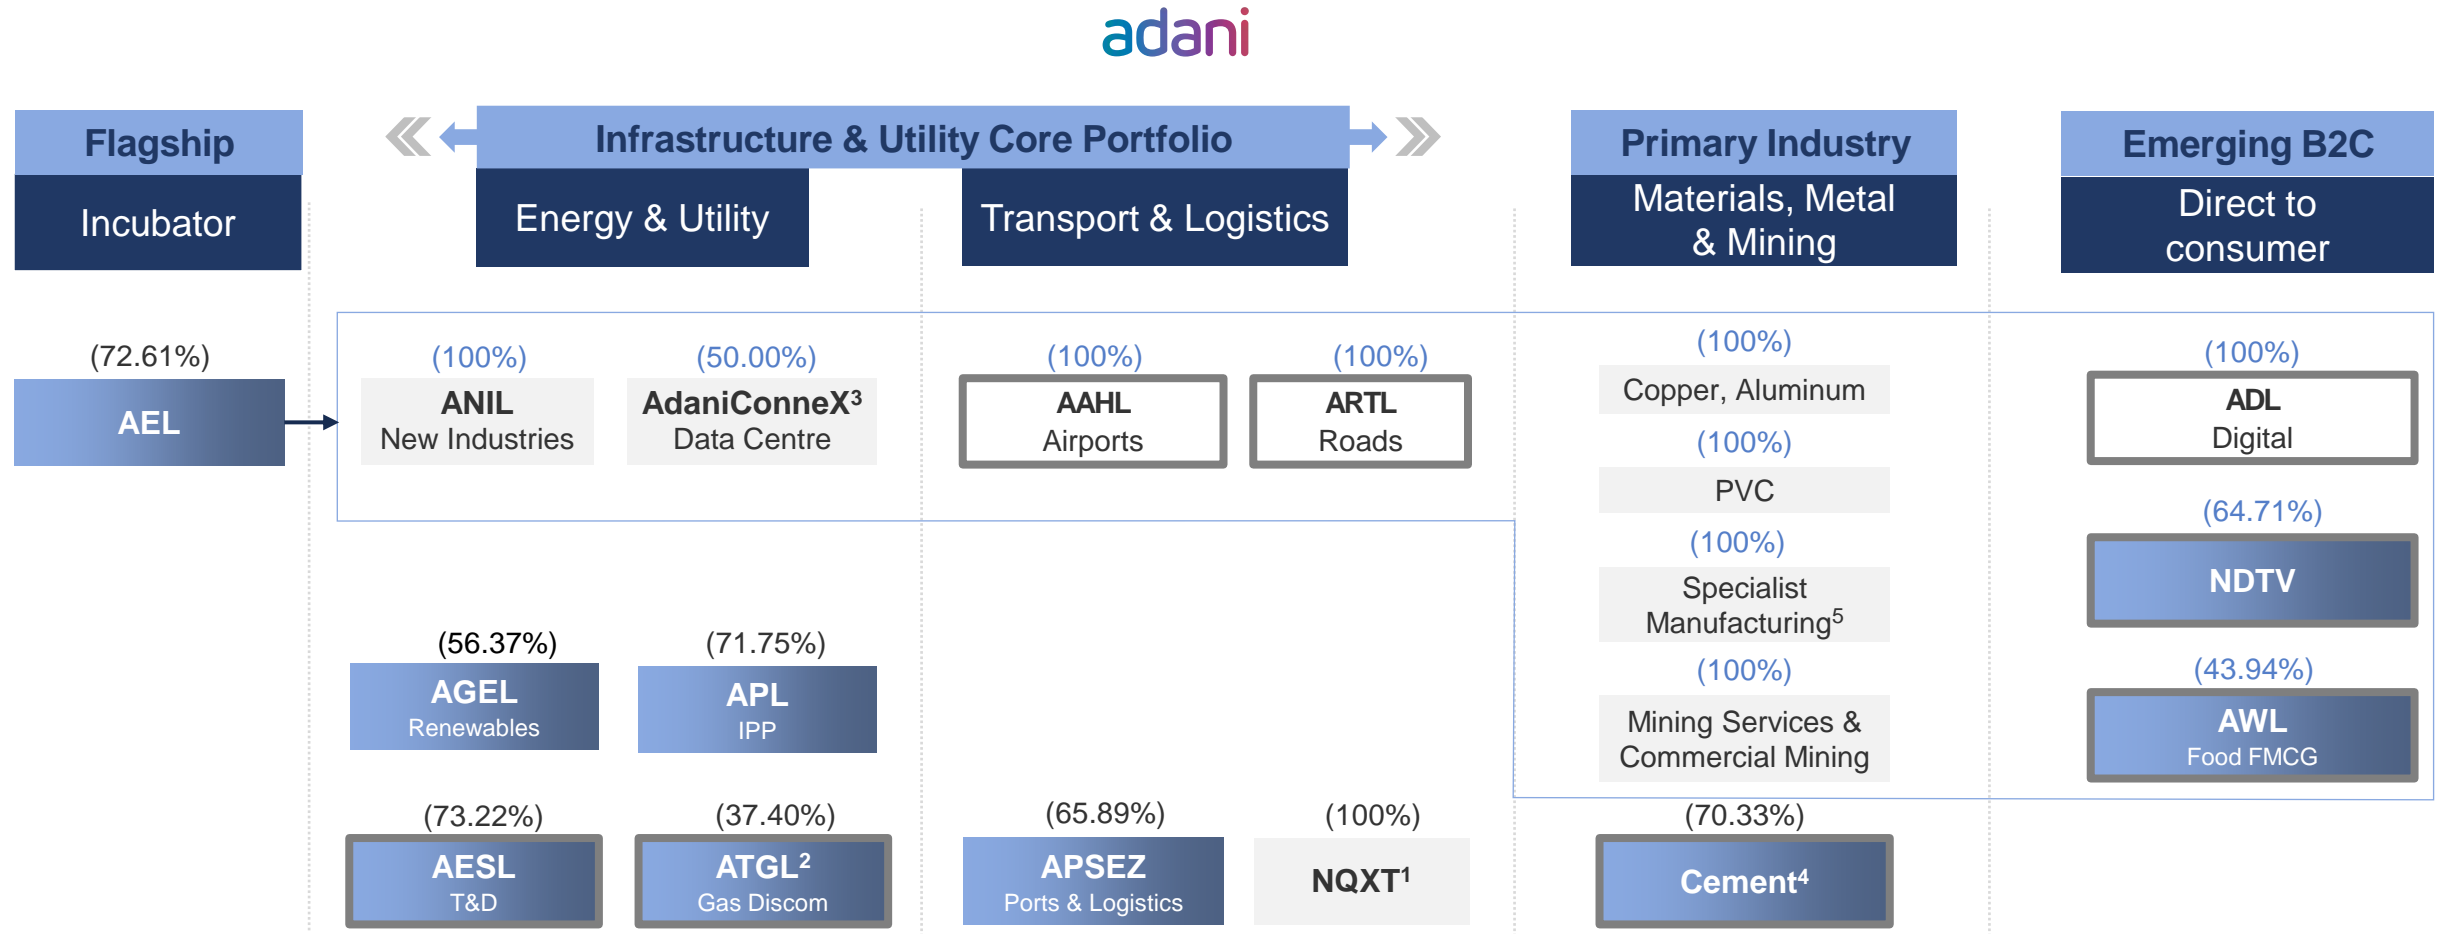 adani
Flagship
Incubator
Infrastructure & Utility Core Portfolio
Energy & Utility
Transport & Logistics
Primary Industry
Materials, Metal
& Mining
Emerging B2C
Direct to
consumer
(72.61%)
AEL
(100%)
ANIL
New Industries
(50.00%)
AdaniConneX³
Data Centre
(100%)
AAHL
Airports
(100%)
ARTL
Roads
(100%)
Copper, Aluminum
(100%)
PVC
(100%)
Specialist
Manufacturing⁵
(100%)
Mining Services &
Commercial Mining
(100%)
ADL
Digital
(64.71%)
NDTV
(43.94%)
AWL
Food FMCG
(56.37%)
AGEL
Renewables
(71.75%)
APL
IPP
(73.22%)
AESL
T&D
(37.40%)
ATGL²
Gas Discom
(65.89%)
APSEZ
Ports & Logistics
(100%)
NQXT¹
(70.33%)
Cement⁴